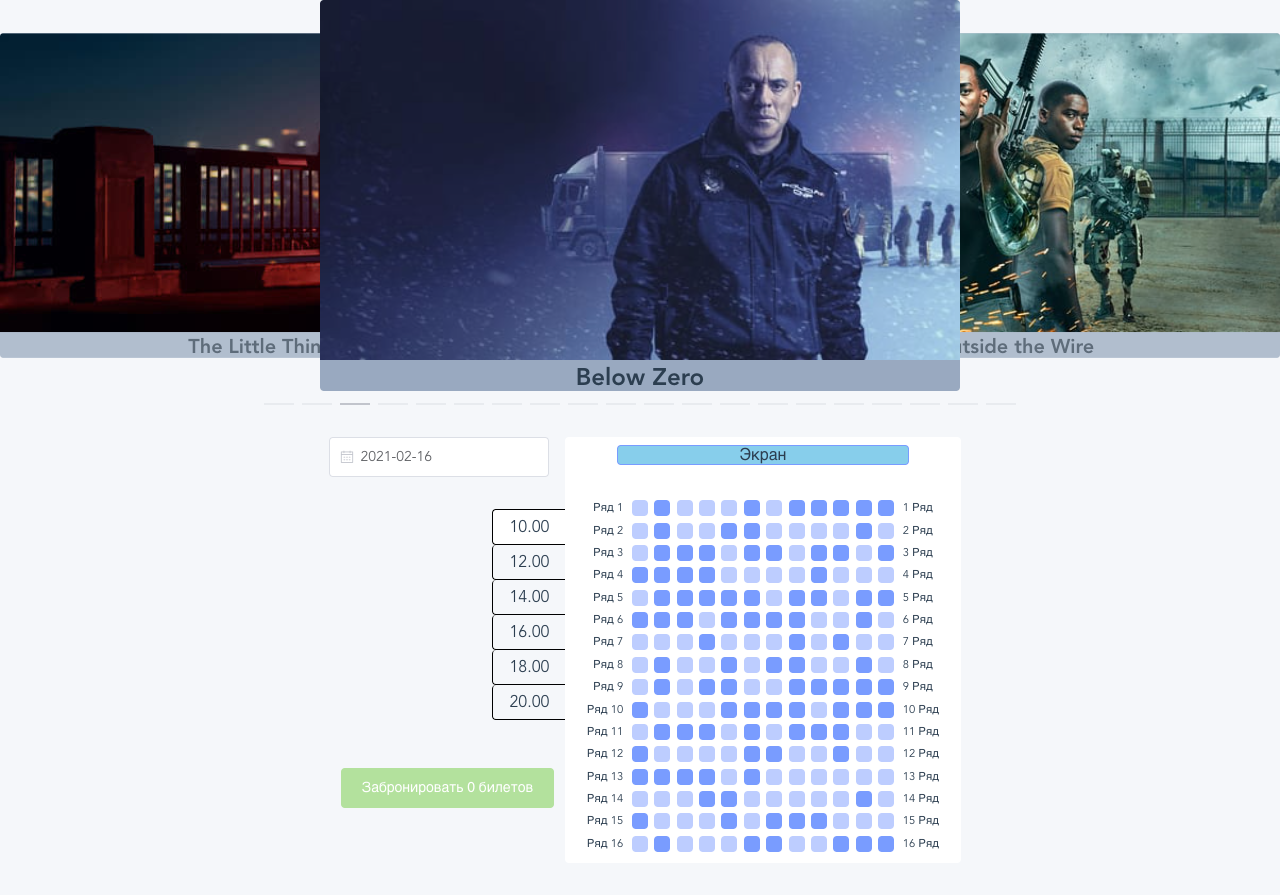 The Little Thin
Below Zero
tside the Wire
2021-02-16
Экран
10.00
12.00
14.00
16.00
18.00
20.00
Забронировать 0 билетов
Ряд 1 1 Ряд
Ряд 2 2 Ряд
Ряд 3 3 Ряд
Ряд 4 4 Ряд
Ряд 5 5 Ряд
Ряд 6 6 Ряд
Ряд 7 7 Ряд
Ряд 8 8 Ряд
Ряд 9 9 Ряд
Ряд 10 10 Ряд
Ряд 11 11 Ряд
Ряд 12 12 Ряд
Ряд 13 13 Ряд
Ряд 14 14 Ряд
Ряд 15 15 Ряд
Ряд 16 16 Ряд